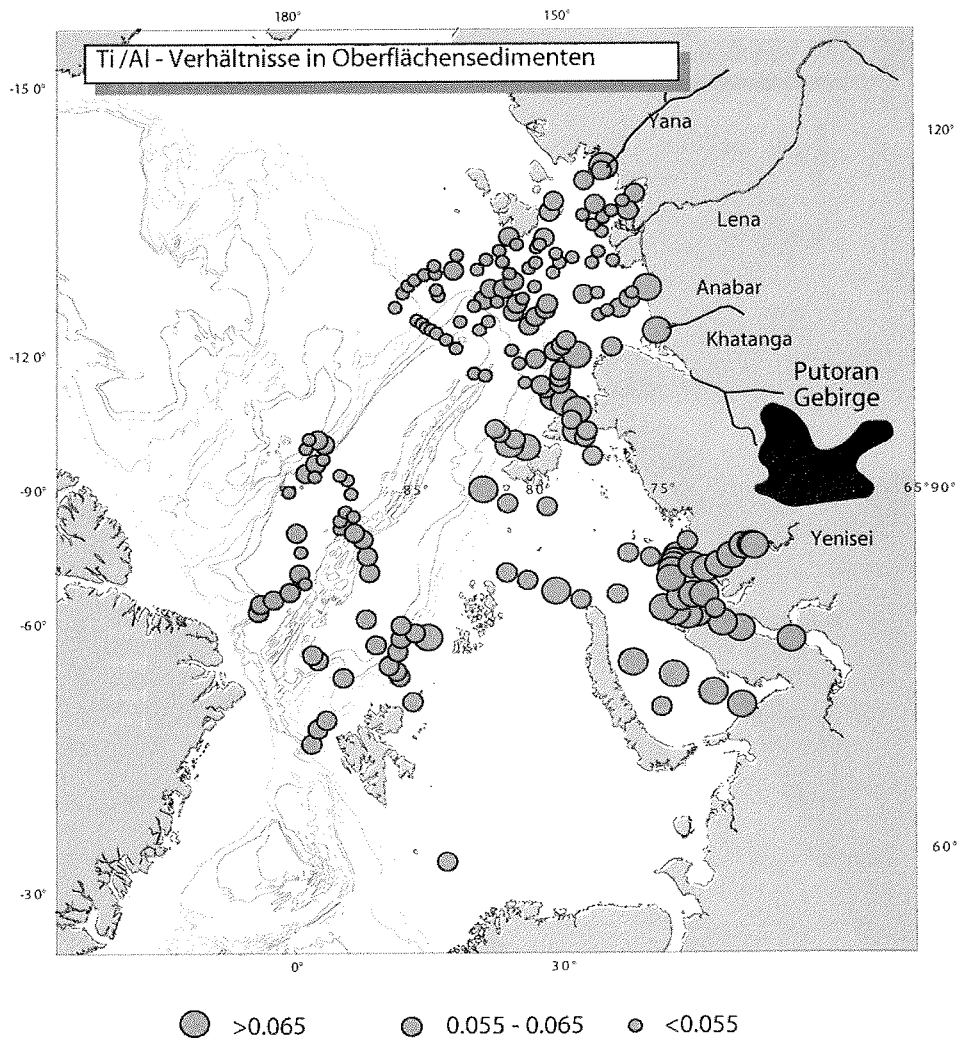 180° 150°
Ti /Al - Verhältnisse in Oberflächensedimenten
-15 0°
Yana
120°
Lena
Anabar
-12 0°
Khatanga
Putoran
Gebirge
-90° 85° 80° -75° 65°90°
Yenisei
-60°
60°
-30°
0° 30°
>0.065 0.055 - 0.065 <0.055